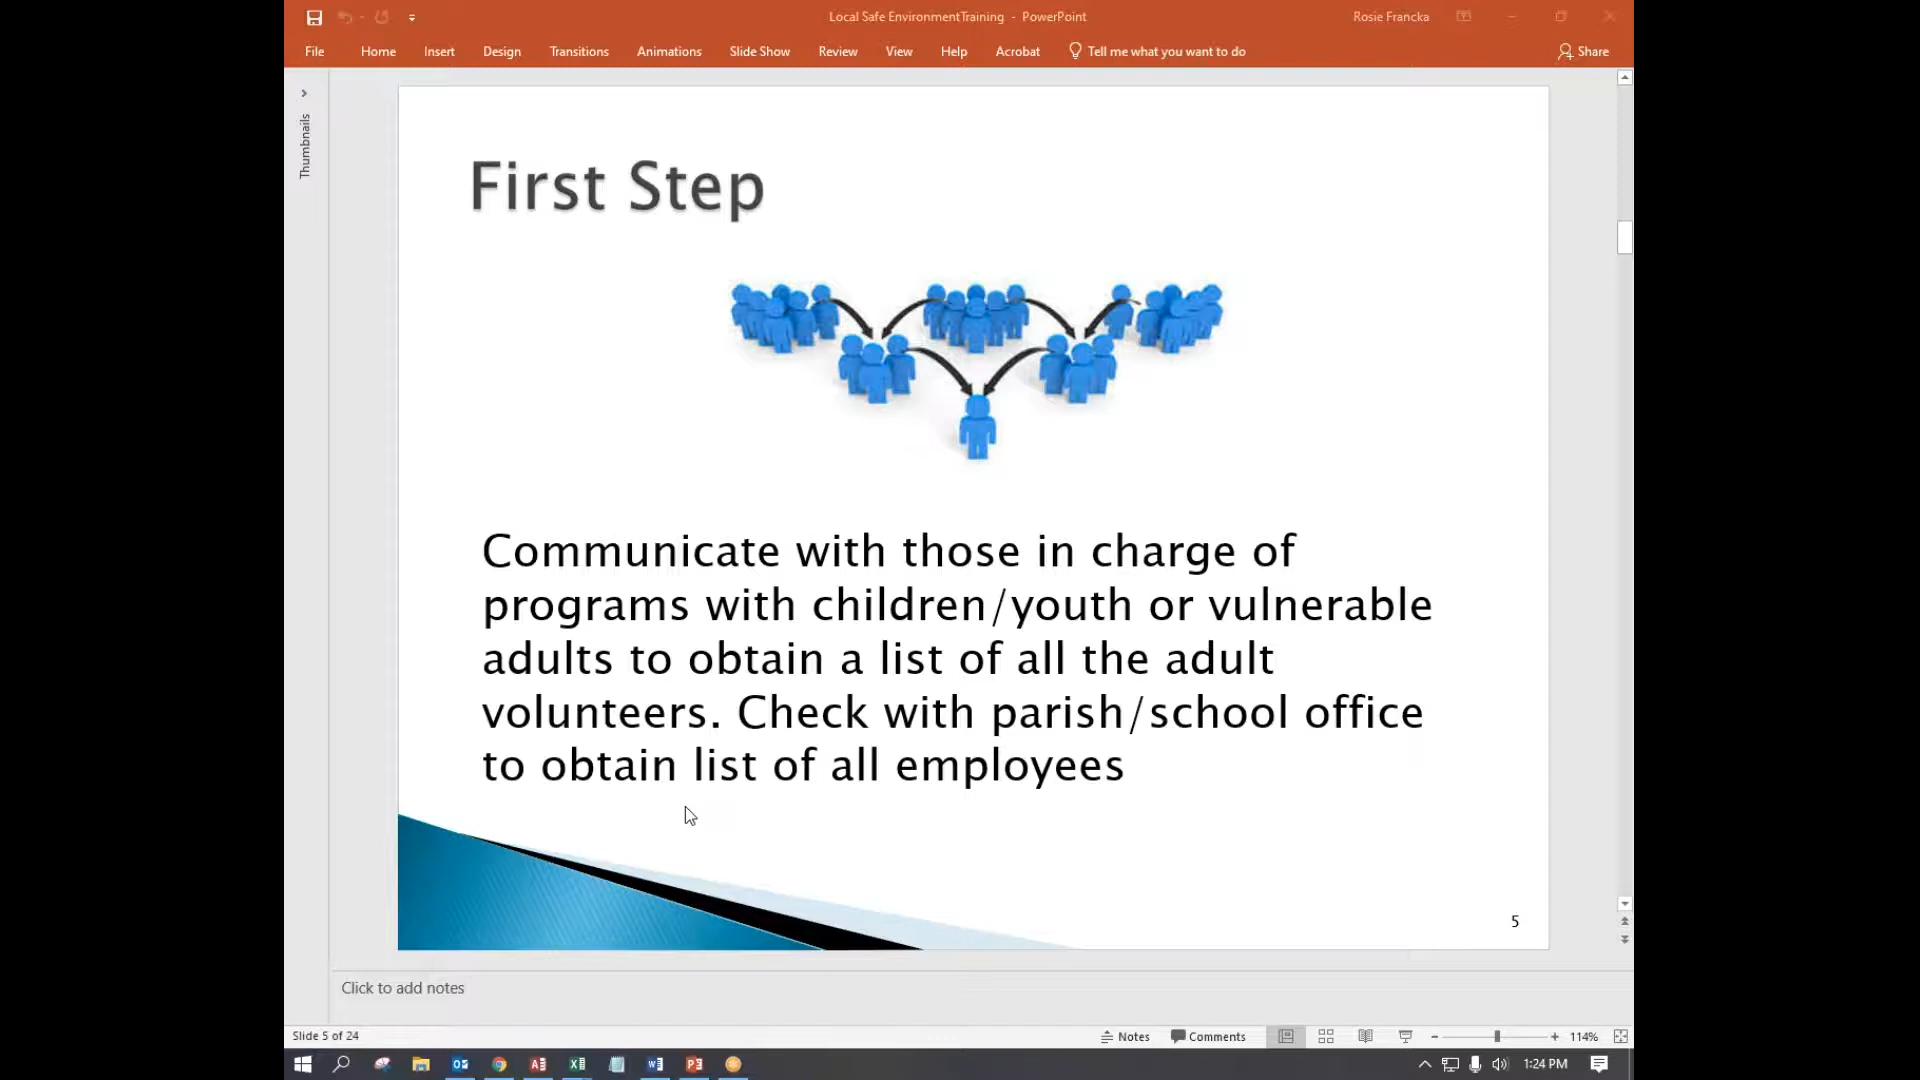 Local Safe EnvironmentTraining - PowerPoint
Rosie Francka
File Home Insert Design Transitions Animations Slide Show Review View Help Acrobat Tell me what you want to do Share
Thumbnails
First Step
Communicate with those in charge of
programs with children/youth or vulnerable
adults to obtain a list of all the adult
volunteers. Check with parish/school office
to obtain list of all employees
5
Click to add notes
Slide 5 of 24
Notes Comments 114%
1:24 PM